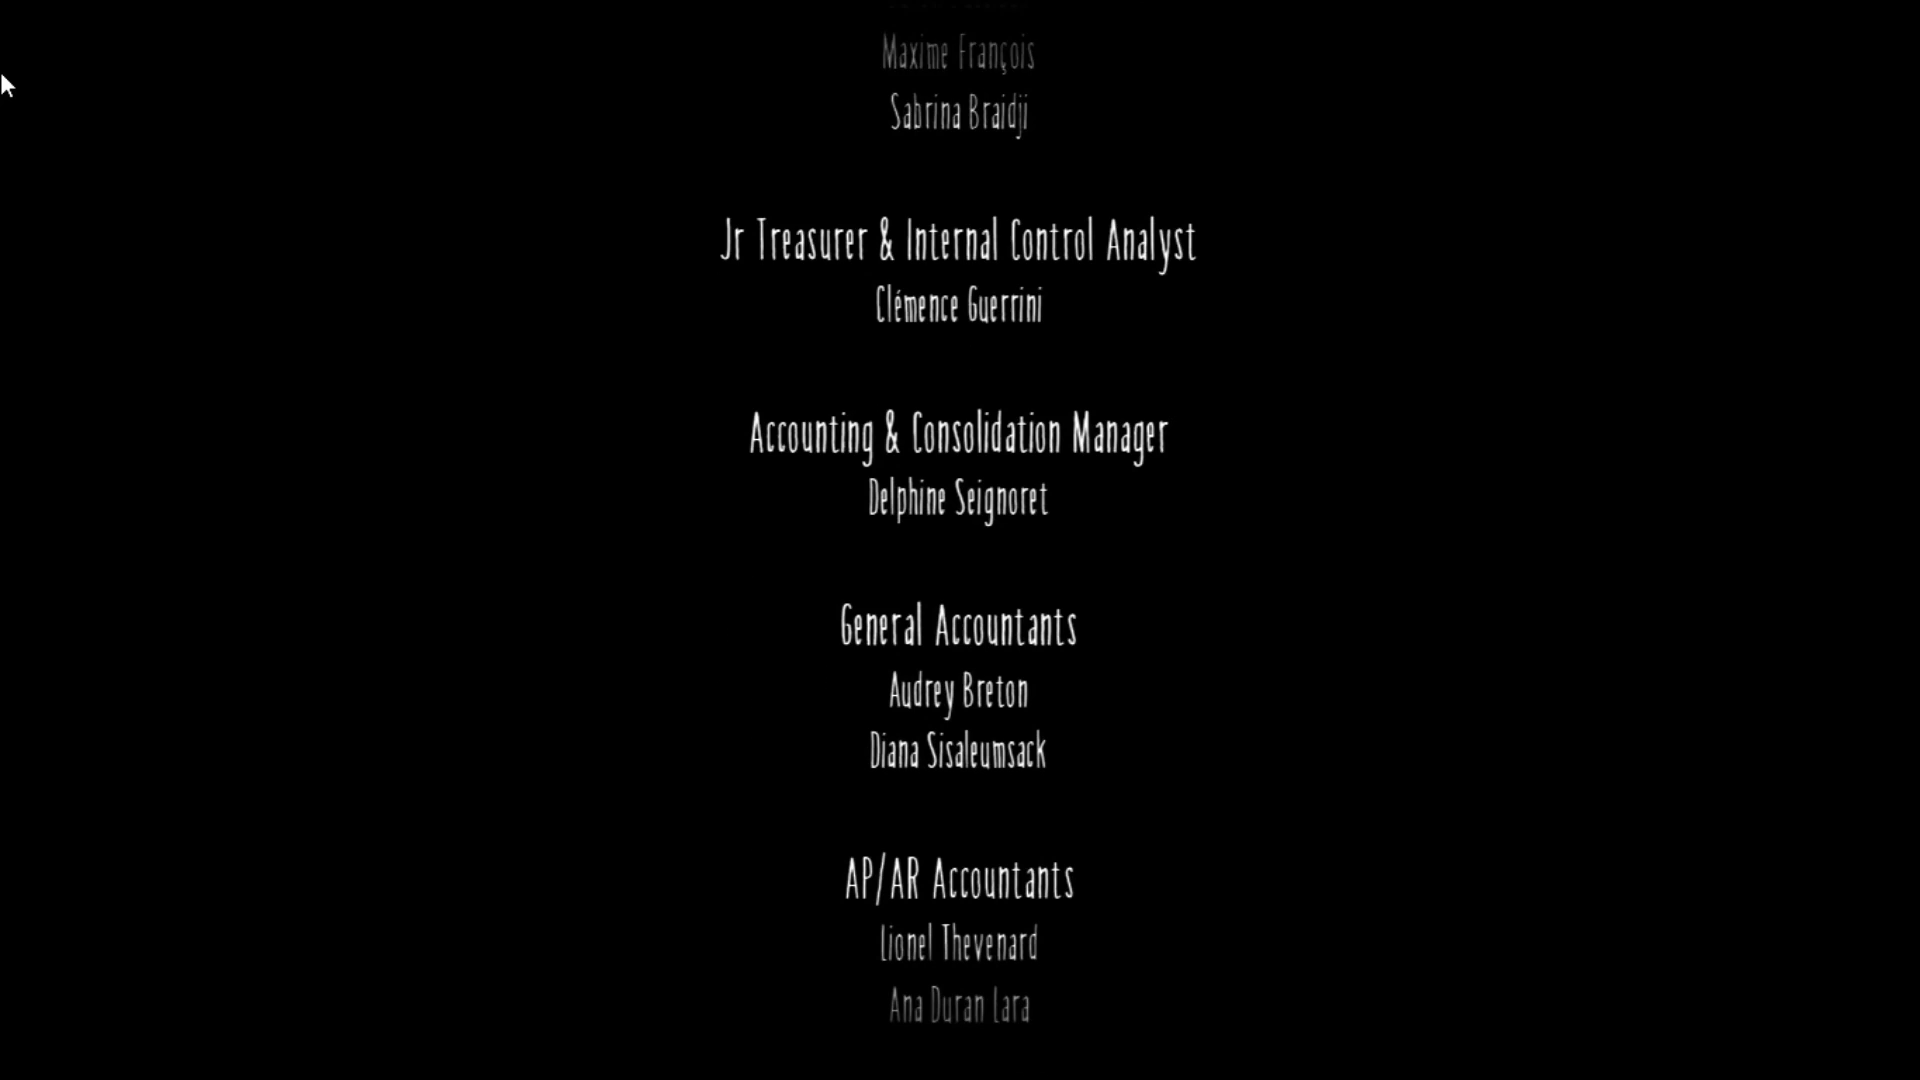 Maxime François
Sabrina Braidji
Jr Treasurer & Internal Control Analyst
Clémence Guerrini
Accounting & Consolidation Manager
Delphine Seignoret
General Accountants
Audrey Breton
Diana Sisaleumsack
AP/AR Accountants
Lionel Thevenard
Ana Duran Lara